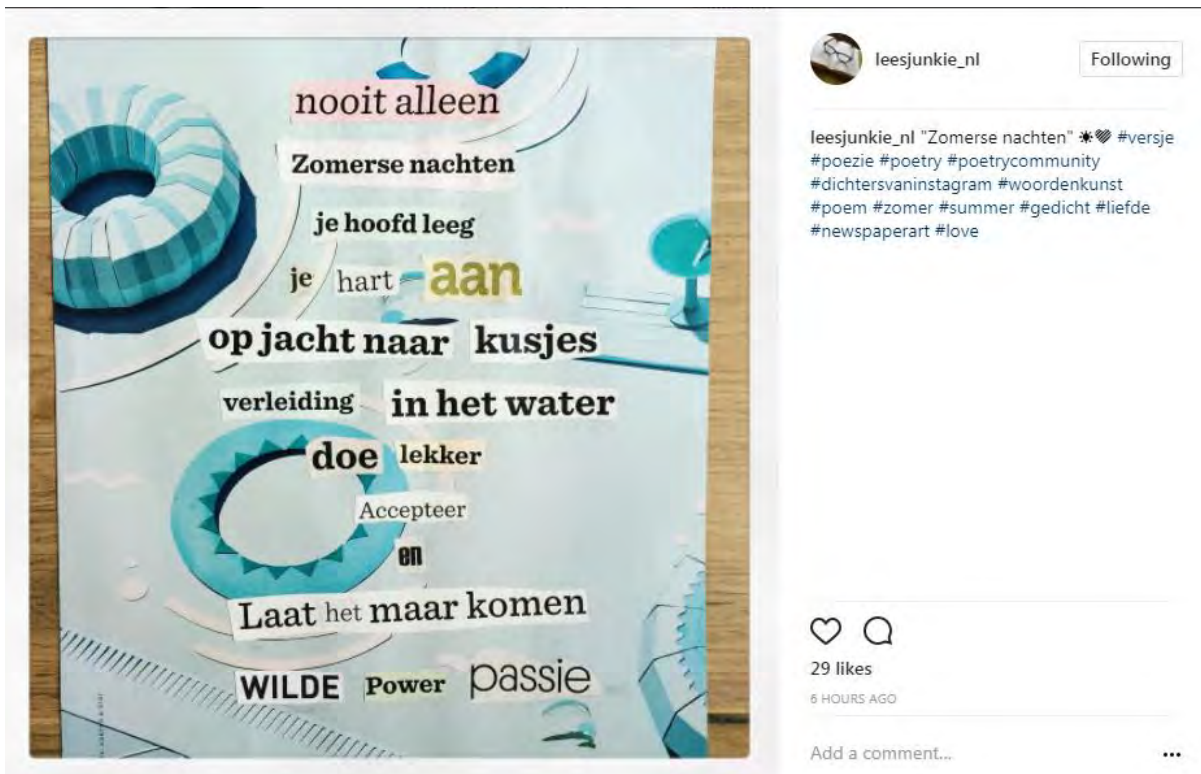 nooit alleen
Zomerse nachten
je hoofd leeg
je hart aan
op jacht naar kusjes
verleiding in het water
doe lekker
Accepteer
en
Laat het maar komen
WILDE Power passie
leesjunkie_nl
Following
leesjunkie_nl "Zomerse nachten" ☀💜 #versje
#poezie #poetry #poetrycommunity
#dichtersvaninstagram #woordenkunst
#poem #zomer #summer #gedicht #liefde
#newspaperart #love
29 likes
6 HOURS AGO
Add a comment...